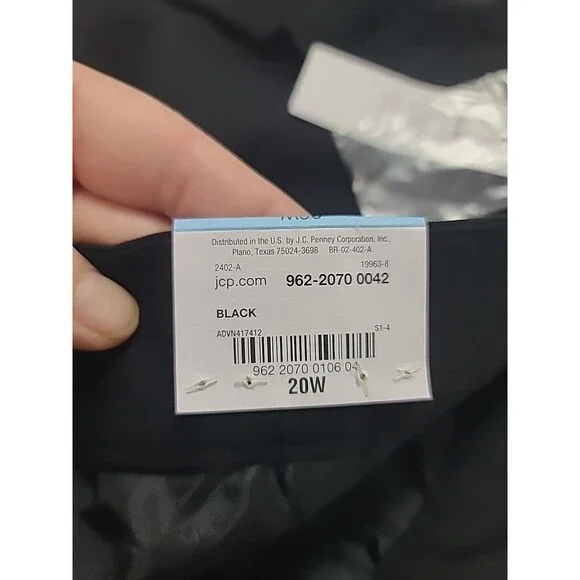 Distributed in the U.S. by J.C. Penney Corporation, Inc.,
Plano, Texas 75024-3698 BR-02-402-A
2402-A 19963-8
jcp.com 962-2070 0042
BLACK
ADVN417412 S1-4
962 2070 0106 04
20W